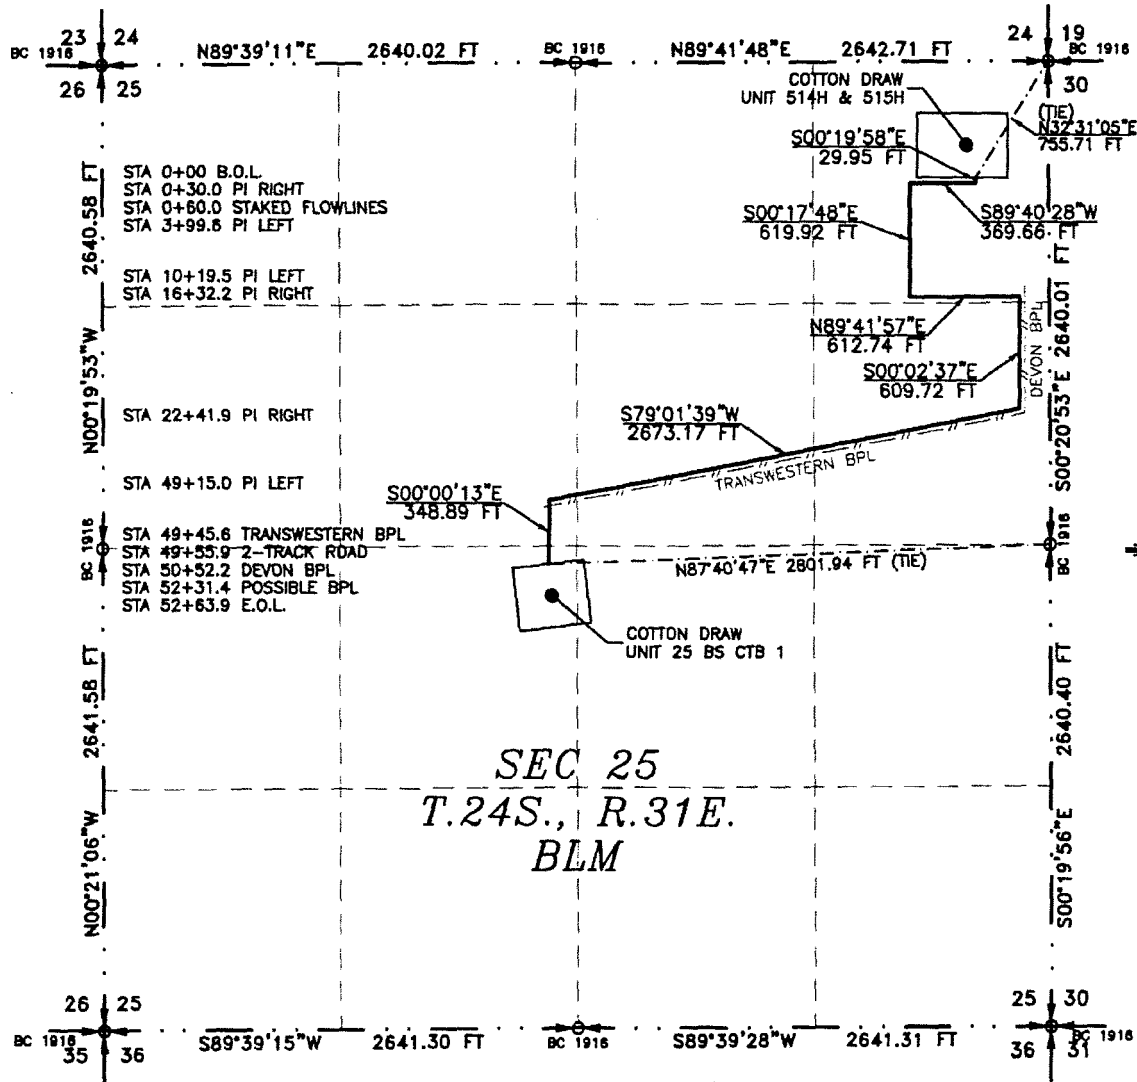 23 24
BC 1916
26 25
N89°39'11"E 2640.02 FT
BC 1916
N89°41'48"E 2642.71 FT
24 19
BC 1916
30
COTTON DRAW
UNIT 514H & 515H
(TIE)
N32°31'05"E
755.71 FT
S00°19'58"E
29.95 FT
STA 0+00 B.O.L.
STA 0+30.0 PI RIGHT
STA 0+60.0 STAKED FLOWLINES
STA 3+99.6 PI LEFT
STA 10+19.5 PI LEFT
STA 16+32.2 PI RIGHT
STA 22+41.9 PI RIGHT
STA 49+15.0 PI LEFT
STA 49+45.6 TRANSWESTERN BPL
STA 49+55.9 2-TRACK ROAD
STA 50+52.2 DEVON BPL
STA 52+31.4 POSSIBLE BPL
STA 52+63.9 E.O.L.
N00°19'53"W 2640.58 FT
S00°17'48"E
619.92 FT
S89°40'28"W
369.66 FT
N89°41'57"E
612.74 FT
S00°02'37"E
609.72 FT
DEVON BPL
S00°20'53"E 2640.01 FT
S79°01'39"W
2673.17 FT
TRANSWESTERN BPL
S00°00'13"E
348.89 FT
BC 1916
N87°40'47"E 2801.94 FT (TIE)
BC 1916
COTTON DRAW
UNIT 25 BS CTB 1
N00°21'06"W 2641.58 FT
S00°19'56"E 2640.40 FT
SEC 25
T.24S., R.31E.
BLM
26 25
BC 1916
35 36
S89°39'15"W 2641.30 FT
BC 1916
S89°39'28"W 2641.31 FT
25 30
BC 1916
36 31